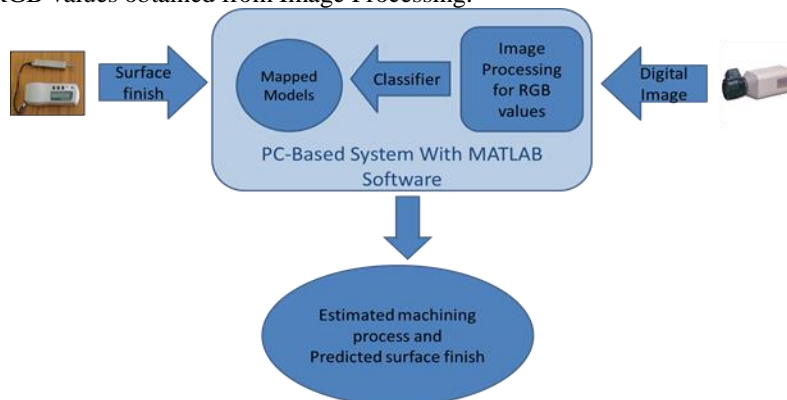 RGB values obtained from Image Processing.
Surface
finish
Mapped
Models
Classifier
Image
Processing
for RGB
values
Digital
Image
PC-Based System With MATLAB
Software
Estimated machining
process and
Predicted surface finish